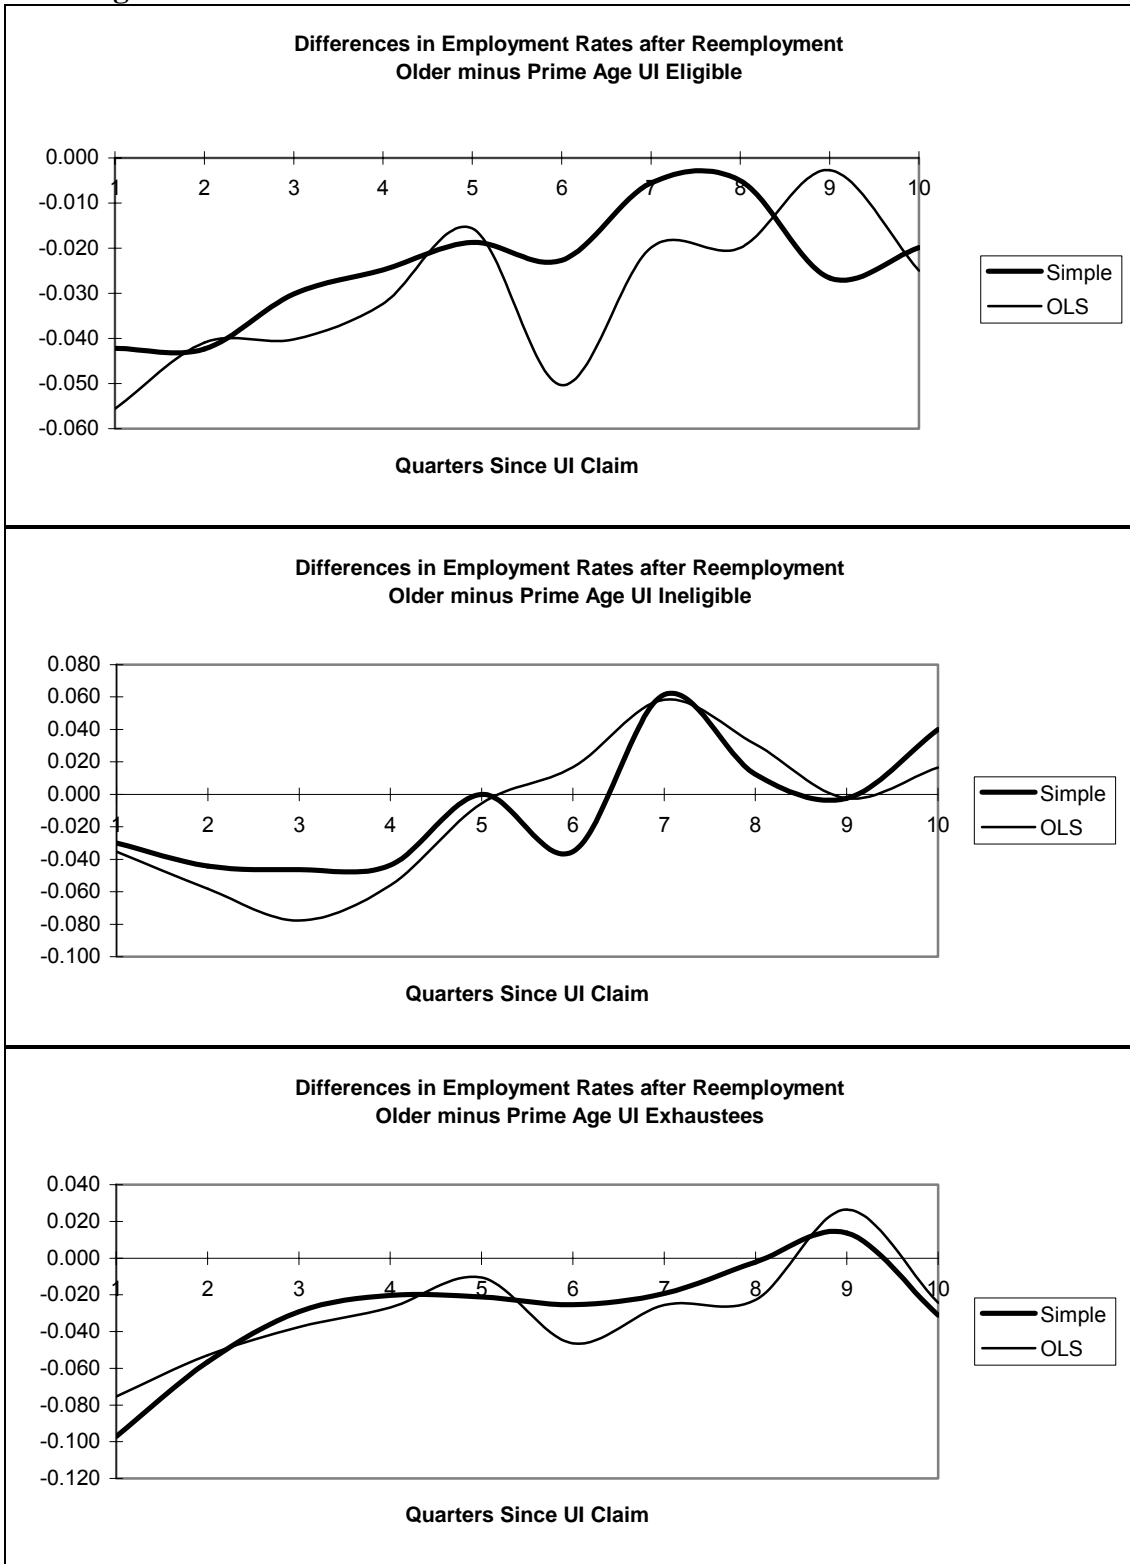 Differences in Employment Rates after Reemployment
Older minus Prime Age UI Eligible
0.000
-0.010
-0.020
-0.030
-0.040
-0.050
-0.060
1 2 3 4 5 6 7 8 9 10
Quarters Since UI Claim
Simple
OLS
Differences in Employment Rates after Reemployment
Older minus Prime Age UI Ineligible
0.080
0.060
0.040
0.020
0.000
-0.020
-0.040
-0.060
-0.080
-0.100
1 2 3 4 5 6 7 8 9 10
Quarters Since UI Claim
Simple
OLS
Differences in Employment Rates after Reemployment
Older minus Prime Age UI Exhaustees
0.040
0.020
0.000
-0.020
-0.040
-0.060
-0.080
-0.100
-0.120
1 2 3 4 5 6 7 8 9 10
Quarters Since UI Claim
Simple
OLS